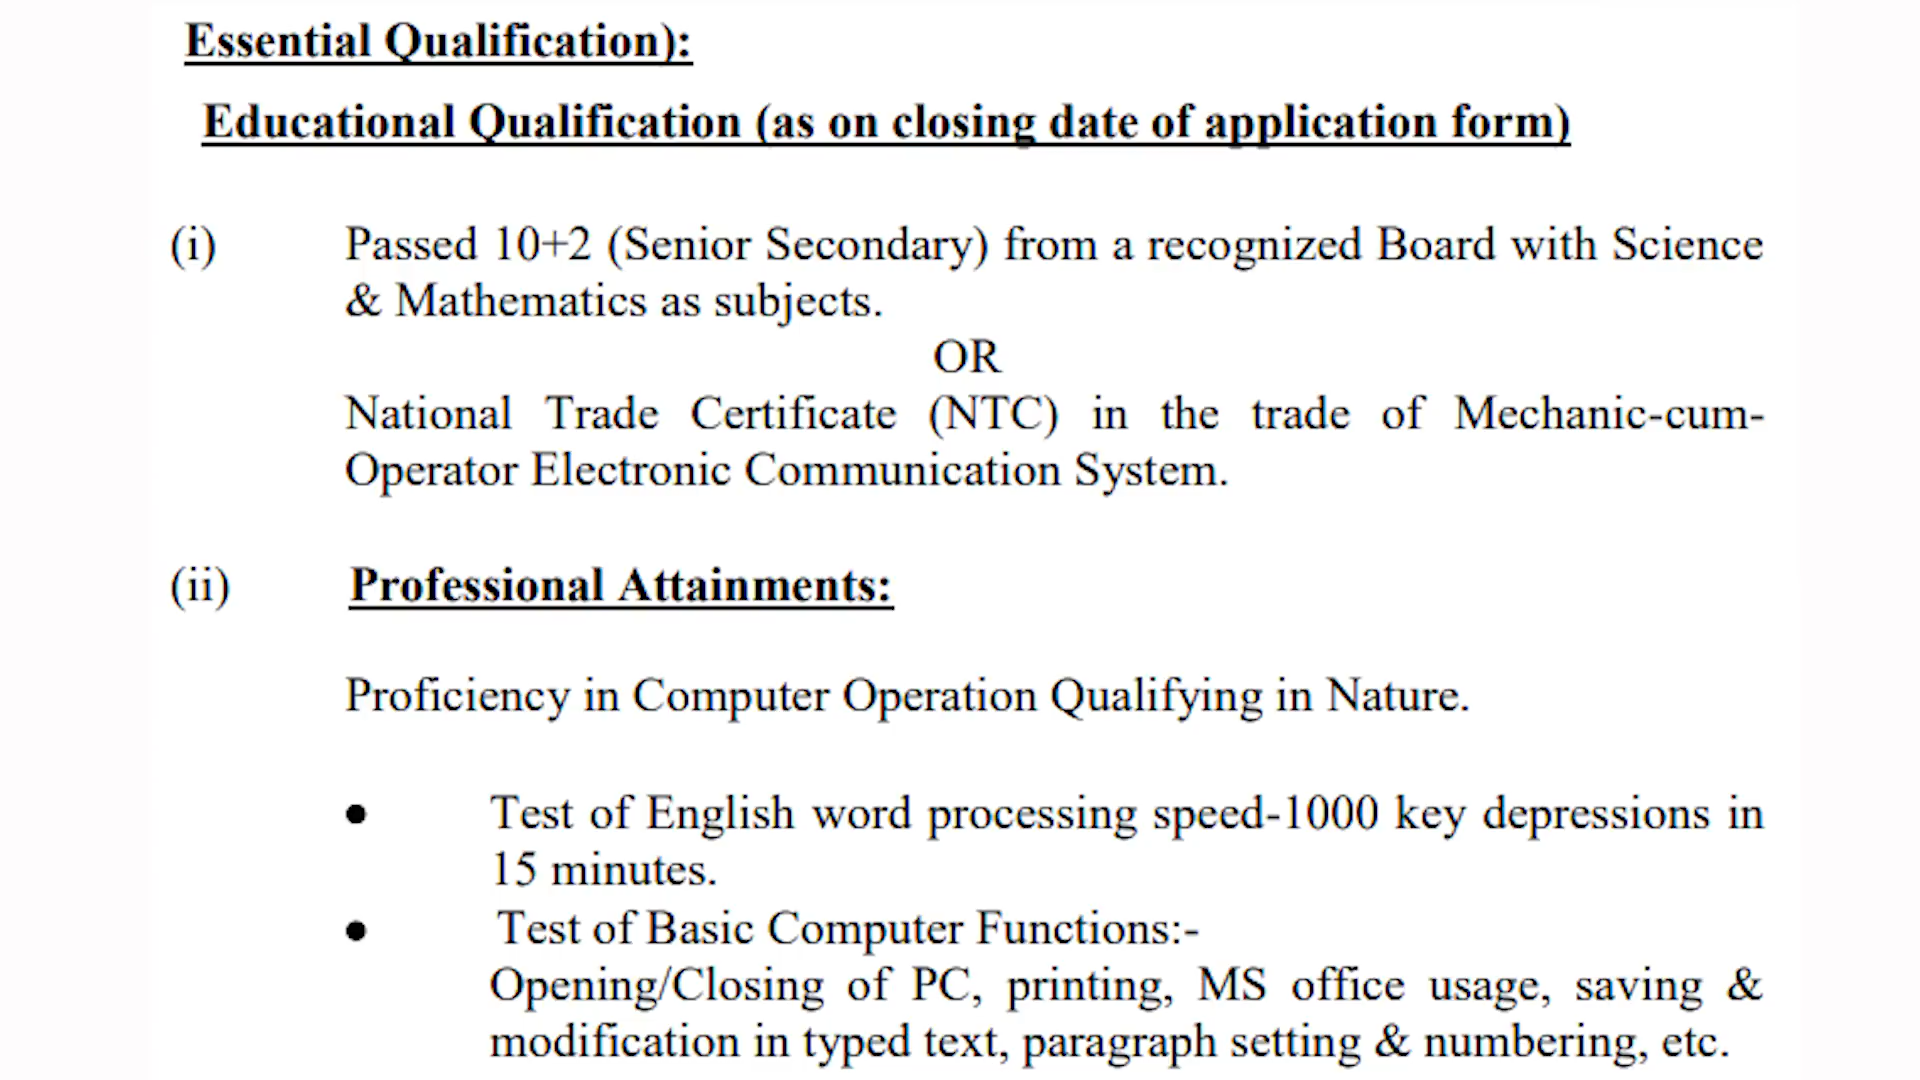 Essential Qualification):
Educational Qualification (as on closing date of application form)
(i) Passed 10+2 (Senior Secondary) from a recognized Board with Science
& Mathematics as subjects.
OR
National Trade Certificate (NTC) in the trade of Mechanic-cum-
Operator Electronic Communication System.
(ii) Professional Attainments:
Proficiency in Computer Operation Qualifying in Nature.
● Test of English word processing speed-1000 key depressions in
15 minutes.
● Test of Basic Computer Functions:-
Opening/Closing of PC, printing, MS office usage, saving &
modification in typed text, paragraph setting & numbering, etc.